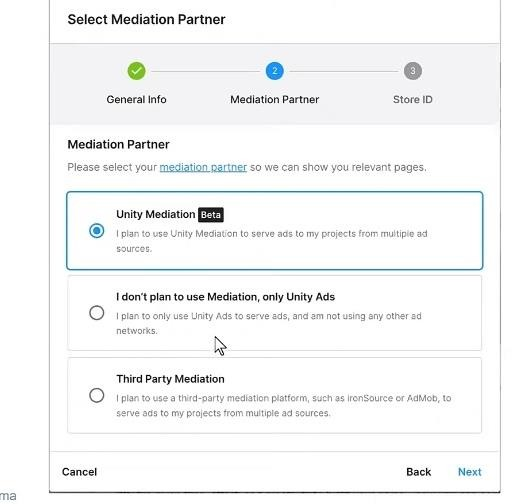 Select Mediation Partner
2
3
General Info
Mediation Partner
Store ID
Mediation Partner
Please select your mediation partner so we can show you relevant pages.
Unity Mediation Beta
I plan to use Unity Mediation to serve ads to my projects from multiple ad
sources.
I don't plan to use Mediation, only Unity Ads
I plan to only use Unity Ads to serve ads, and am not using any other ad
networks.
Third Party Mediation
I plan to use a third-party mediation platform, such as ironSource or AdMob, to
serve ads to my projects from multiple ad sources.
Cancel
Back
Next
ma